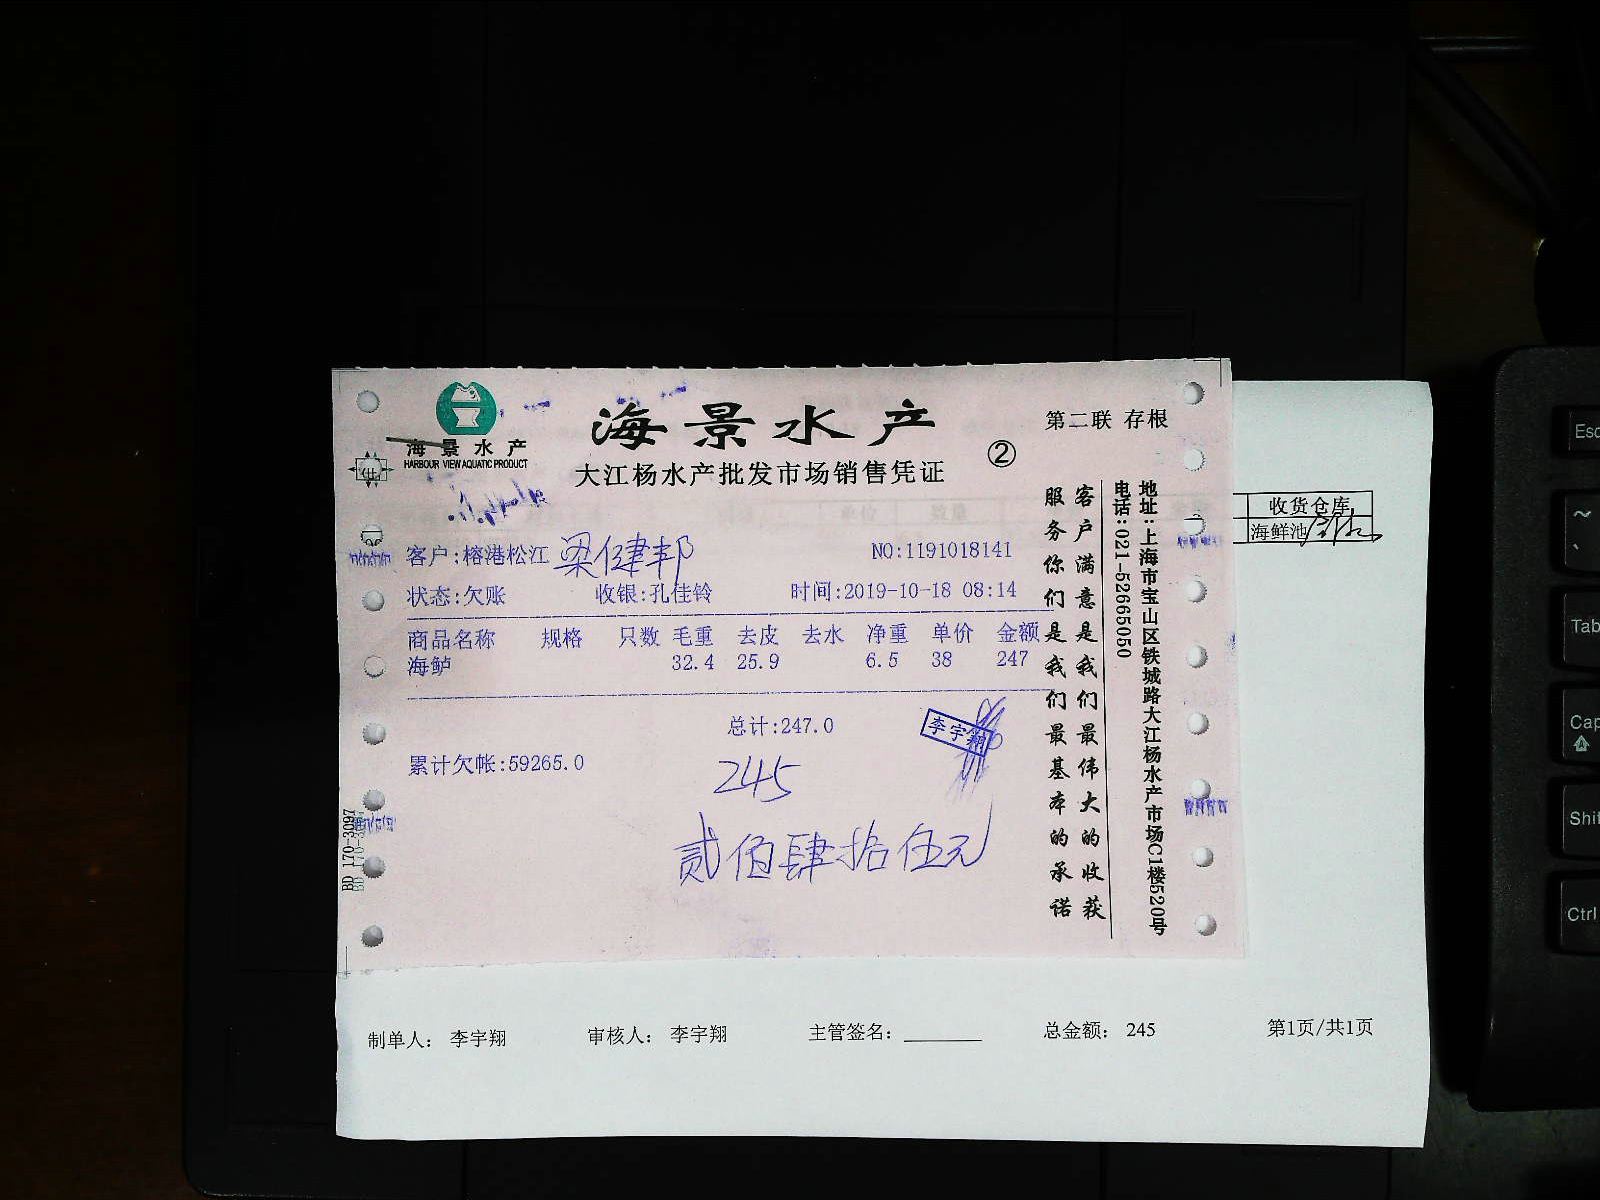 海景水产
HARBOUR VIEW AQUATIC PRODUCT
海景水产
大江杨水产批发市场销售凭证
②
第二联 存根
客户:榕港松江 梁健邦
NO:1191018141
状态:欠账 收银:孔佳铃 时间:2019-10-18 08:14
商品名称 规格 只数 毛重 去皮 去水 净重 单价 金额
海鲈 32.4 25.9 6.5 38 247
总计:247.0
李宇翔
累计欠帐:59265.0
245
贰佰肆拾伍元
客户满意是我们最伟大的收获
服务你们是我们最基本的承诺
地址:上海市宝山区铁城路大江杨水产市场C1楼520号
电话:021-52665050
BD 170-3097
收货仓库
海鲜池
制单人: 李宇翔 审核人: 李宇翔 主管签名: 总金额: 245 第1页/共1页
Esc
~
Tab
Cap
Shif
Ctrl